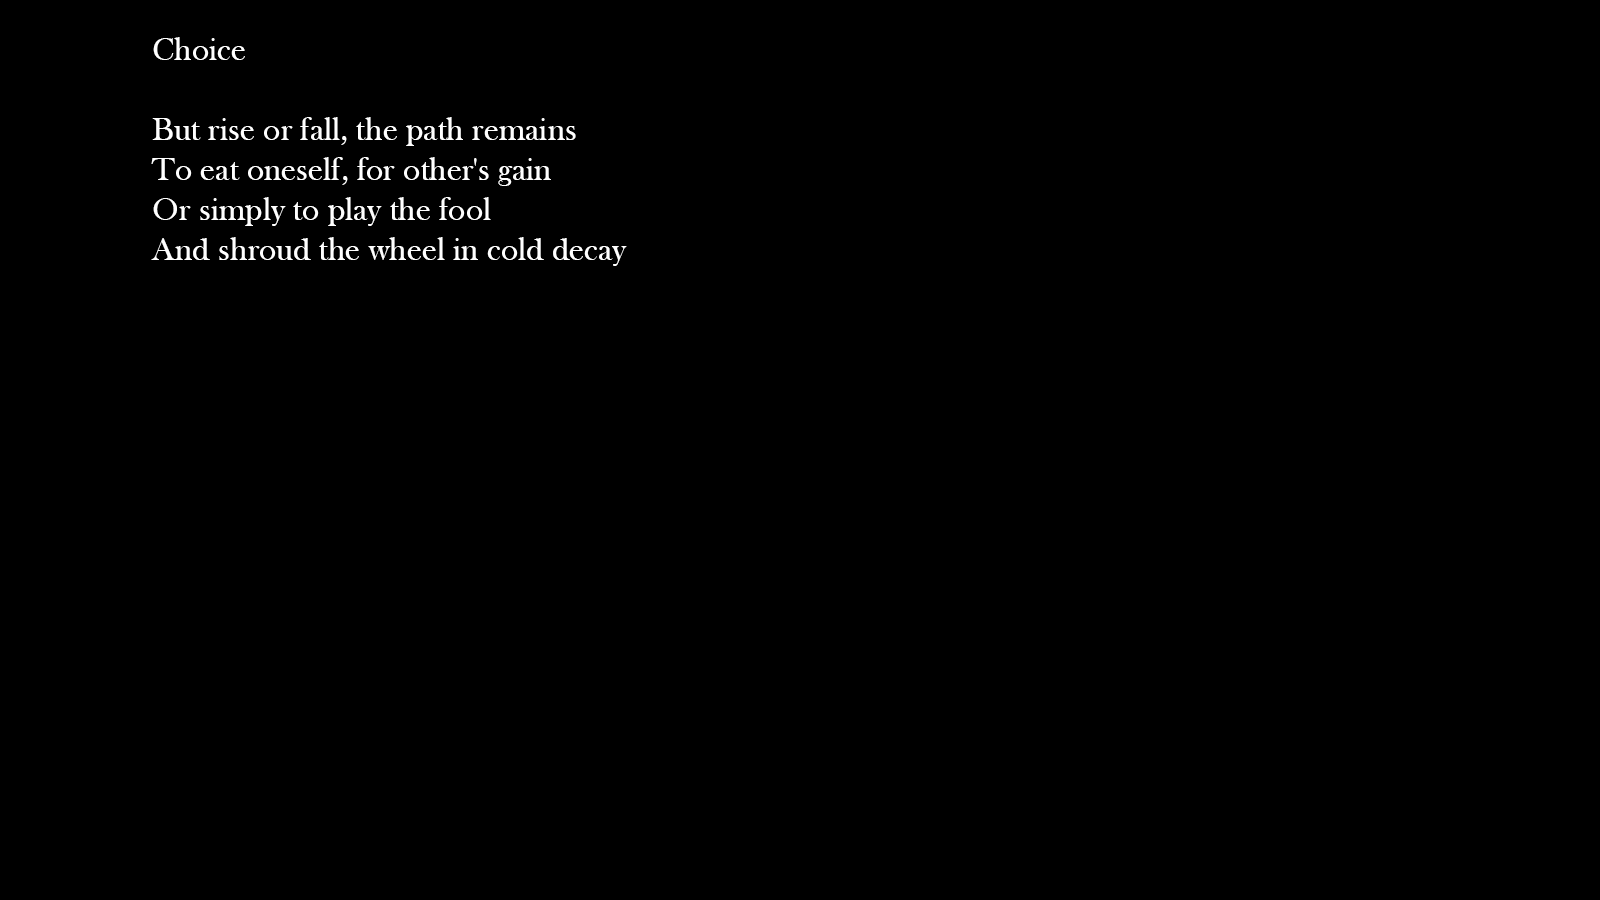 Choice
But rise or fall, the path remains
To eat oneself, for other's gain
Or simply to play the fool
And shroud the wheel in cold decay